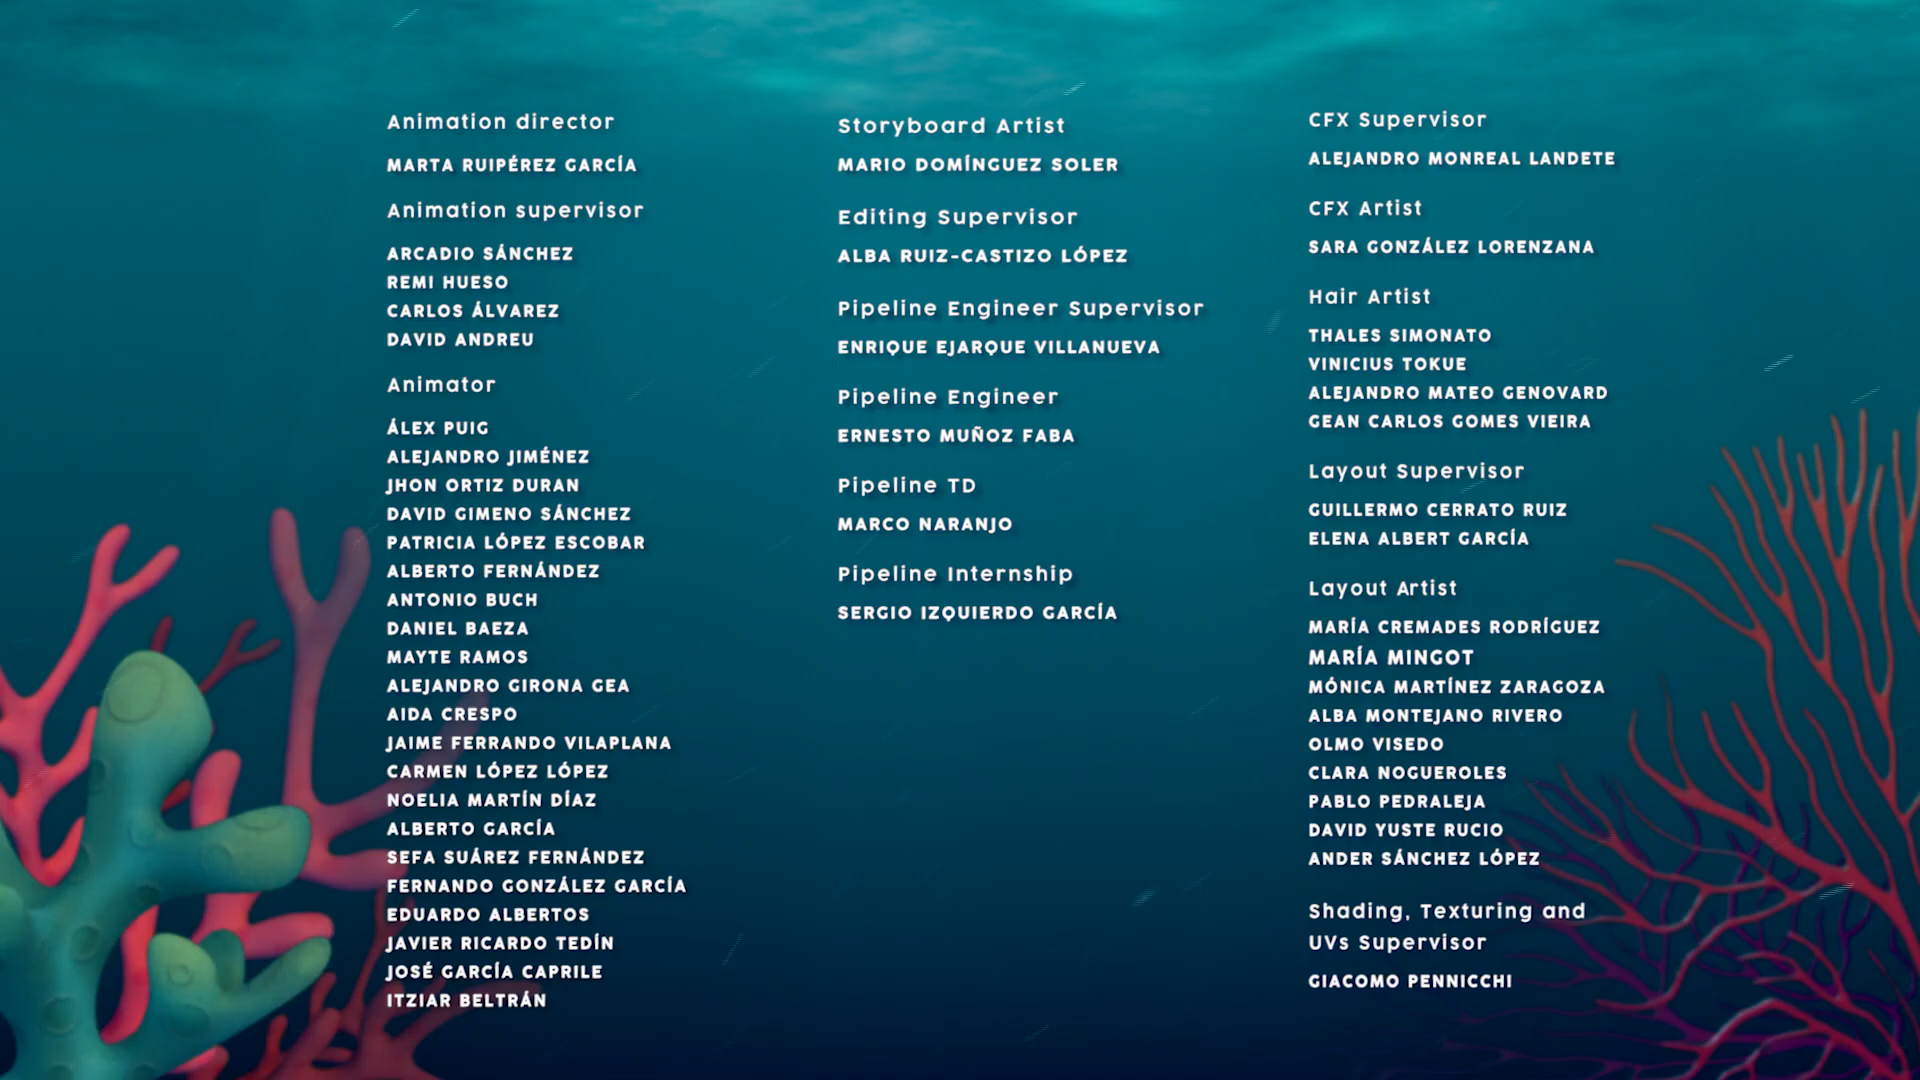 Animation director
MARTA RUIPÉREZ GARCÍA
Animation supervisor
ARCADIO SÁNCHEZ
REMI HUESO
CARLOS ÁLVAREZ
DAVID ANDREU
Animator
ÁLEX PUIG
ALEJANDRO JIMÉNEZ
JHON ORTIZ DURAN
DAVID GIMENO SÁNCHEZ
PATRICIA LÓPEZ ESCOBAR
ALBERTO FERNÁNDEZ
ANTONIO BUCH
DANIEL BAEZA
MAYTE RAMOS
ALEJANDRO GIRONA GEA
AIDA CRESPO
JAIME FERRANDO VILAPLANA
CARMEN LÓPEZ LÓPEZ
NOELIA MARTÍN DÍAZ
ALBERTO GARCÍA
SEFA SUÁREZ FERNÁNDEZ
FERNANDO GONZÁLEZ GARCÍA
EDUARDO ALBERTOS
JAVIER RICARDO TEDÍN
JOSÉ GARCÍA CAPRILE
ITZIAR BELTRÁN
Storyboard Artist
MARIO DOMÍNGUEZ SOLER
Editing Supervisor
ALBA RUIZ-CASTIZO LÓPEZ
Pipeline Engineer Supervisor
ENRIQUE EJARQUE VILLANUEVA
Pipeline Engineer
ERNESTO MUÑOZ FABA
Pipeline TD
MARCO NARANJO
Pipeline Internship
SERGIO IZQUIERDO GARCÍA
CFX Supervisor
ALEJANDRO MONREAL LANDETE
CFX Artist
SARA GONZÁLEZ LORENZANA
Hair Artist
THALES SIMONATO
VINICIUS TOKUE
ALEJANDRO MATEO GENOVARD
GEAN CARLOS GOMES VIEIRA
Layout Supervisor
GUILLERMO CERRATO RUIZ
ELENA ALBERT GARCÍA
Layout Artist
MARÍA CREMADES RODRÍGUEZ
MARÍA MINGOT
MÓNICA MARTÍNEZ ZARAGOZA
ALBA MONTEJANO RIVERO
OLMO VISEDO
CLARA NOGUEROLES
PABLO PEDRALEJA
DAVID YUSTE RUCIO
ANDER SÁNCHEZ LÓPEZ
Shading, Texturing and
UVs Supervisor
GIACOMO PENNICCHI